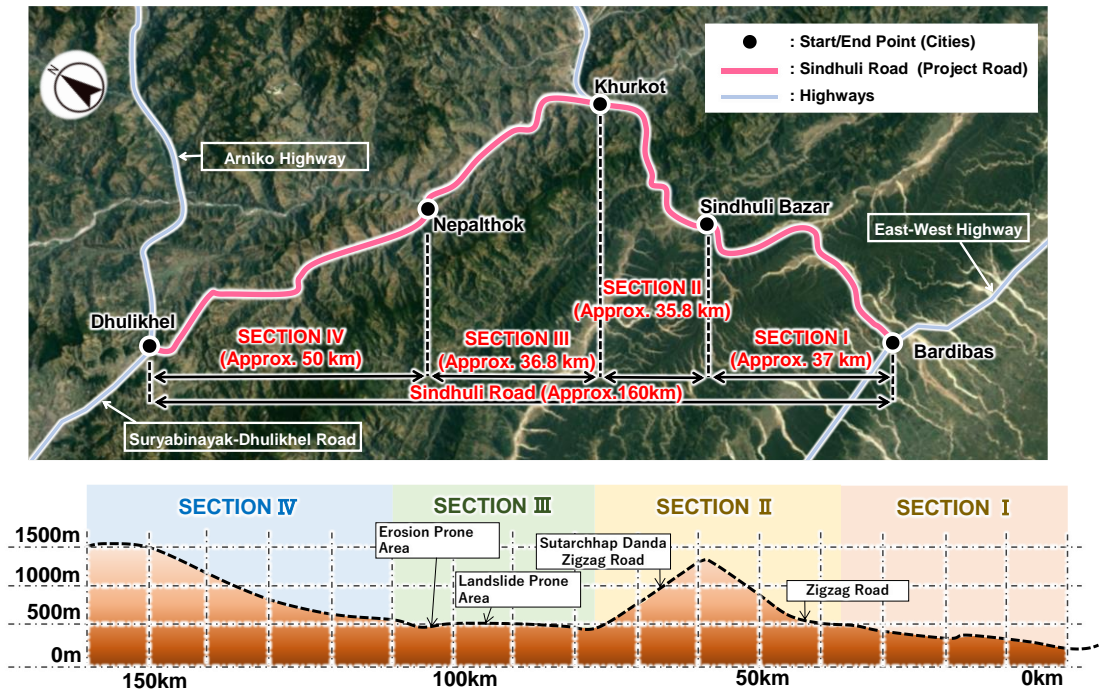 N
: Start/End Point (Cities)
: Sindhuli Road (Project Road)
: Highways
Khurkot
Arniko Highway
Nepalthok
Sindhuli Bazar
East-West Highway
Dhulikhel
Bardibas
SECTION IV
(Approx. 50 km)
SECTION III
(Approx. 36.8 km)
SECTION II
(Approx. 35.8 km)
SECTION I
(Approx. 37 km)
Sindhuli Road (Approx.160km)
Suryabinayak-Dhulikhel Road
SECTION Ⅳ
SECTION Ⅲ
SECTION Ⅱ
SECTION Ⅰ
1500m
1000m
500m
0m
Erosion Prone
Area
Landslide Prone
Area
Sutarchhap Danda
Zigzag Road
Zigzag Road
150km
100km
50km
0km